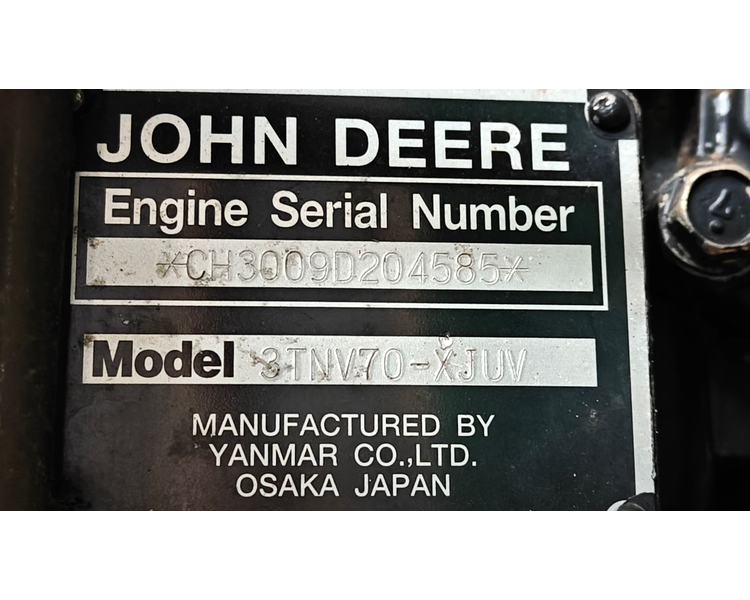 JOHN DEERE
Engine Serial Number
*CH3009D204585*
Model 3TNV70-XJUV
MANUFACTURED BY
YANMAR CO.,LTD.
OSAKA JAPAN